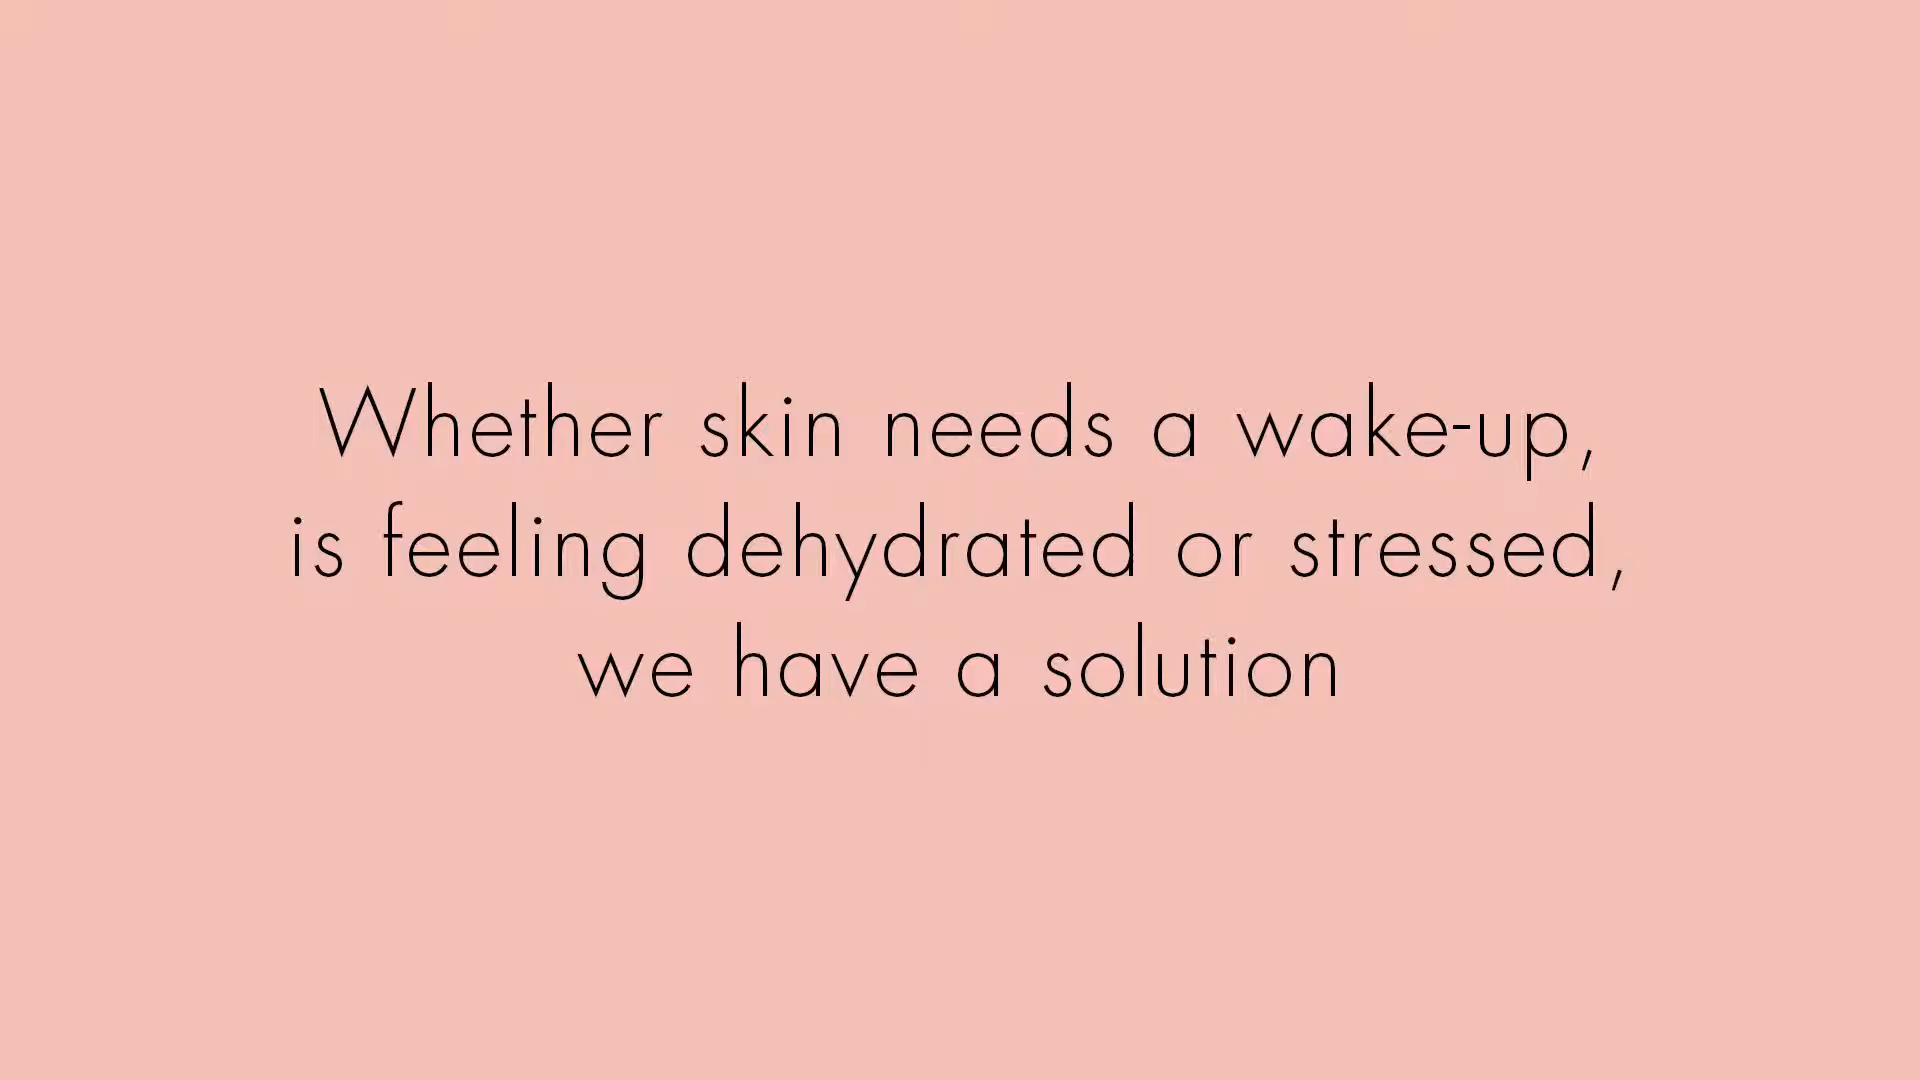 Whether skin needs a wake-up,
is feeling dehydrated or stressed,
we have a solution